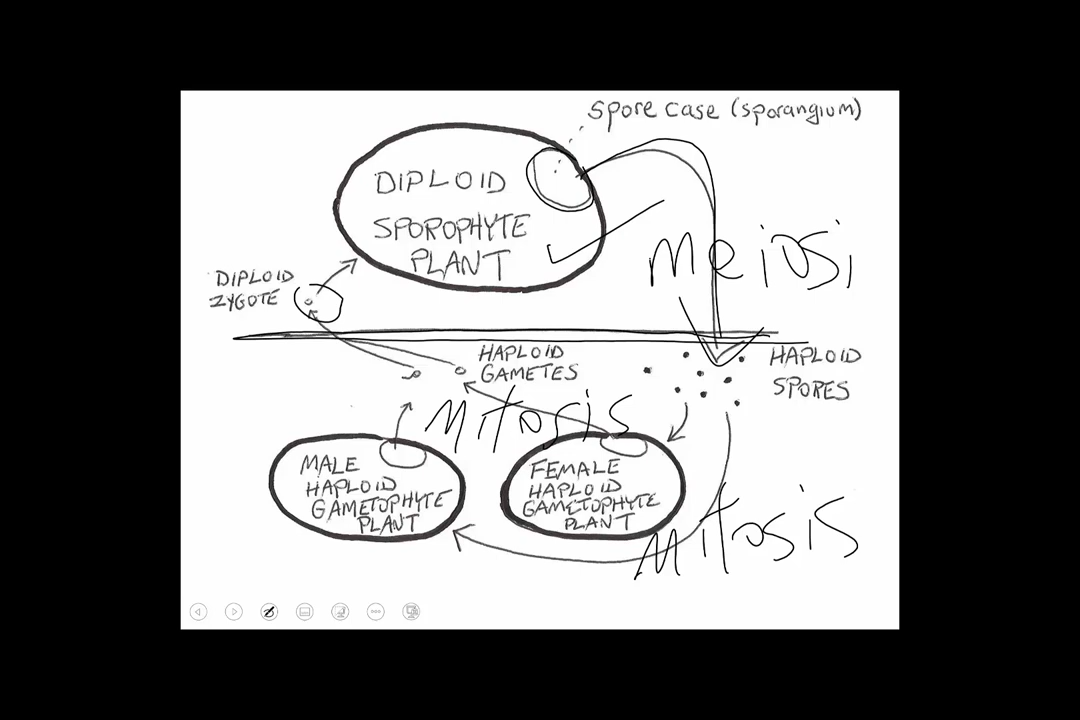 Spore case (sporangium)
DIPLOID
SPOROPHYTE
PLANT
meiosi
DIPLOID
ZYGOTE
HAPLOID
GAMETES
HAPLOID
SPORES
mitosis
MALE
HAPLOID
GAMETOPHYTE
PLANT
FEMALE
HAPLOID
GAMETOPHYTE
PLANT
mitosis